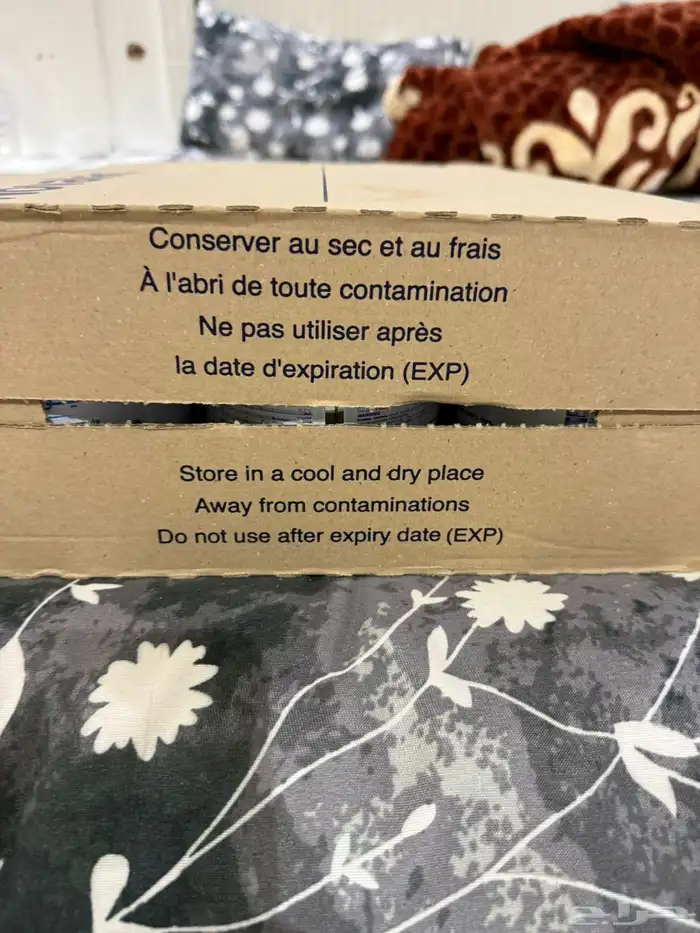 Conserver au sec et au frais
À l'abri de toute contamination
Ne pas utiliser après
la date d'expiration (EXP)
Store in a cool and dry place
Away from contaminations
Do not use after expiry date (EXP)
حراج